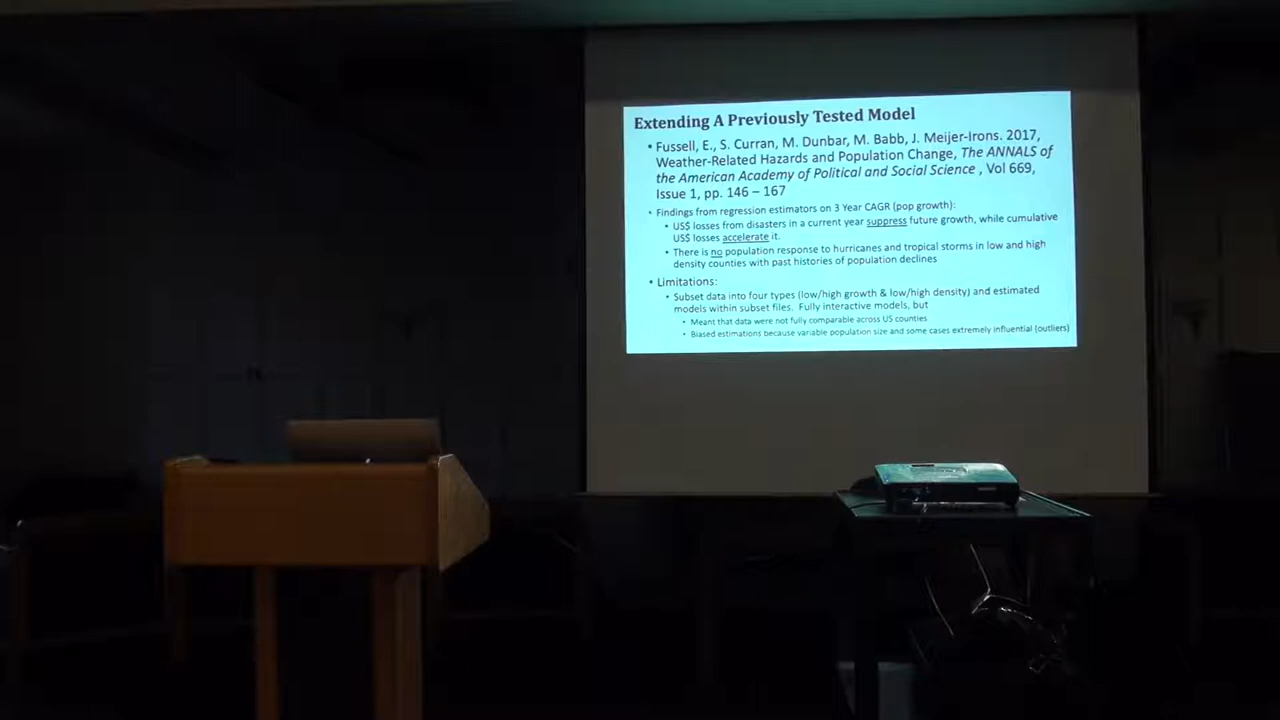 Extending A Previously Tested Model
• Fussell, E., S. Curran, M. Dunbar, M. Babb, J. Meijer-Irons. 2017,
Weather-Related Hazards and Population Change, The ANNALS of
the American Academy of Political and Social Science , Vol 669,
Issue 1, pp. 146 – 167
• Findings from regression estimators on 3 Year CAGR (pop growth):
• US$ losses from disasters in a current year suppress future growth, while cumulative
US$ losses accelerate it.
• There is no population response to hurricanes and tropical storms in low and high
density counties with past histories of population declines
• Limitations:
• Subset data into four types (low/high growth & low/high density) and estimated
models within subset files. Fully interactive models, but
• Meant that data were not fully comparable across US counties
• Biased estimations because variable population size and some cases extremely influential (outliers)